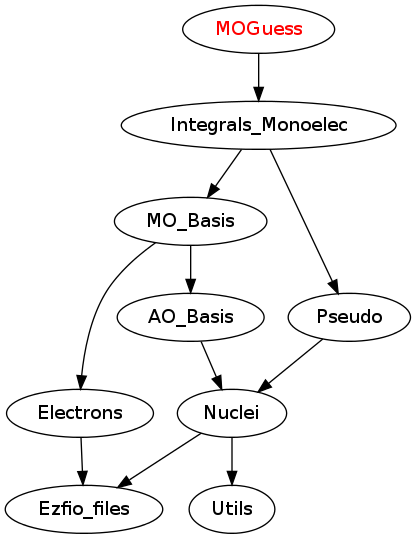 MOGuess
Integrals_Monoelec
MO_Basis
AO_Basis
Pseudo
Electrons
Nuclei
Ezfio_files
Utils